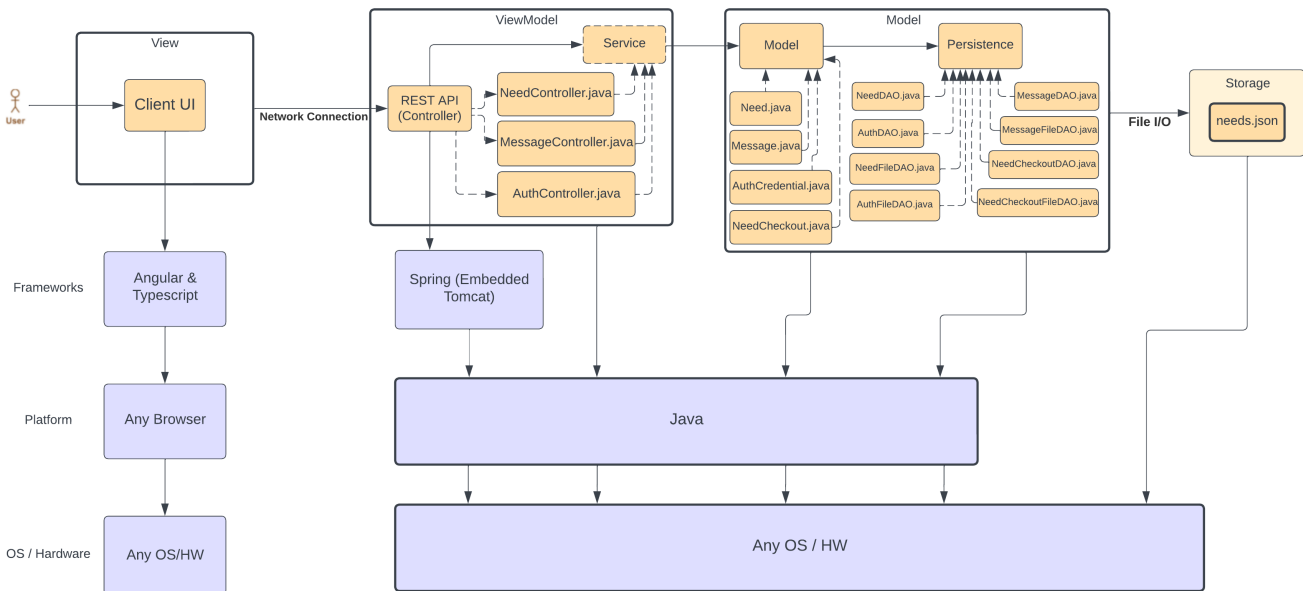 View
Client UI
User
Network Connection
ViewModel
Service
REST API
(Controller)
NeedController.java
MessageController.java
AuthController.java
Model
Model
Persistence
Need.java
Message.java
AuthCredential.java
NeedCheckout.java
NeedDAO.java
AuthDAO.java
NeedFileDAO.java
AuthFileDAO.java
MessageDAO.java
MessageFileDAO.java
NeedCheckoutDAO.java
NeedCheckoutFileDAO.java
File I/O
Storage
needs.json
Frameworks
Angular &
Typescript
Spring (Embedded
Tomcat)
Platform
Any Browser
Java
OS / Hardware
Any OS/HW
Any OS / HW